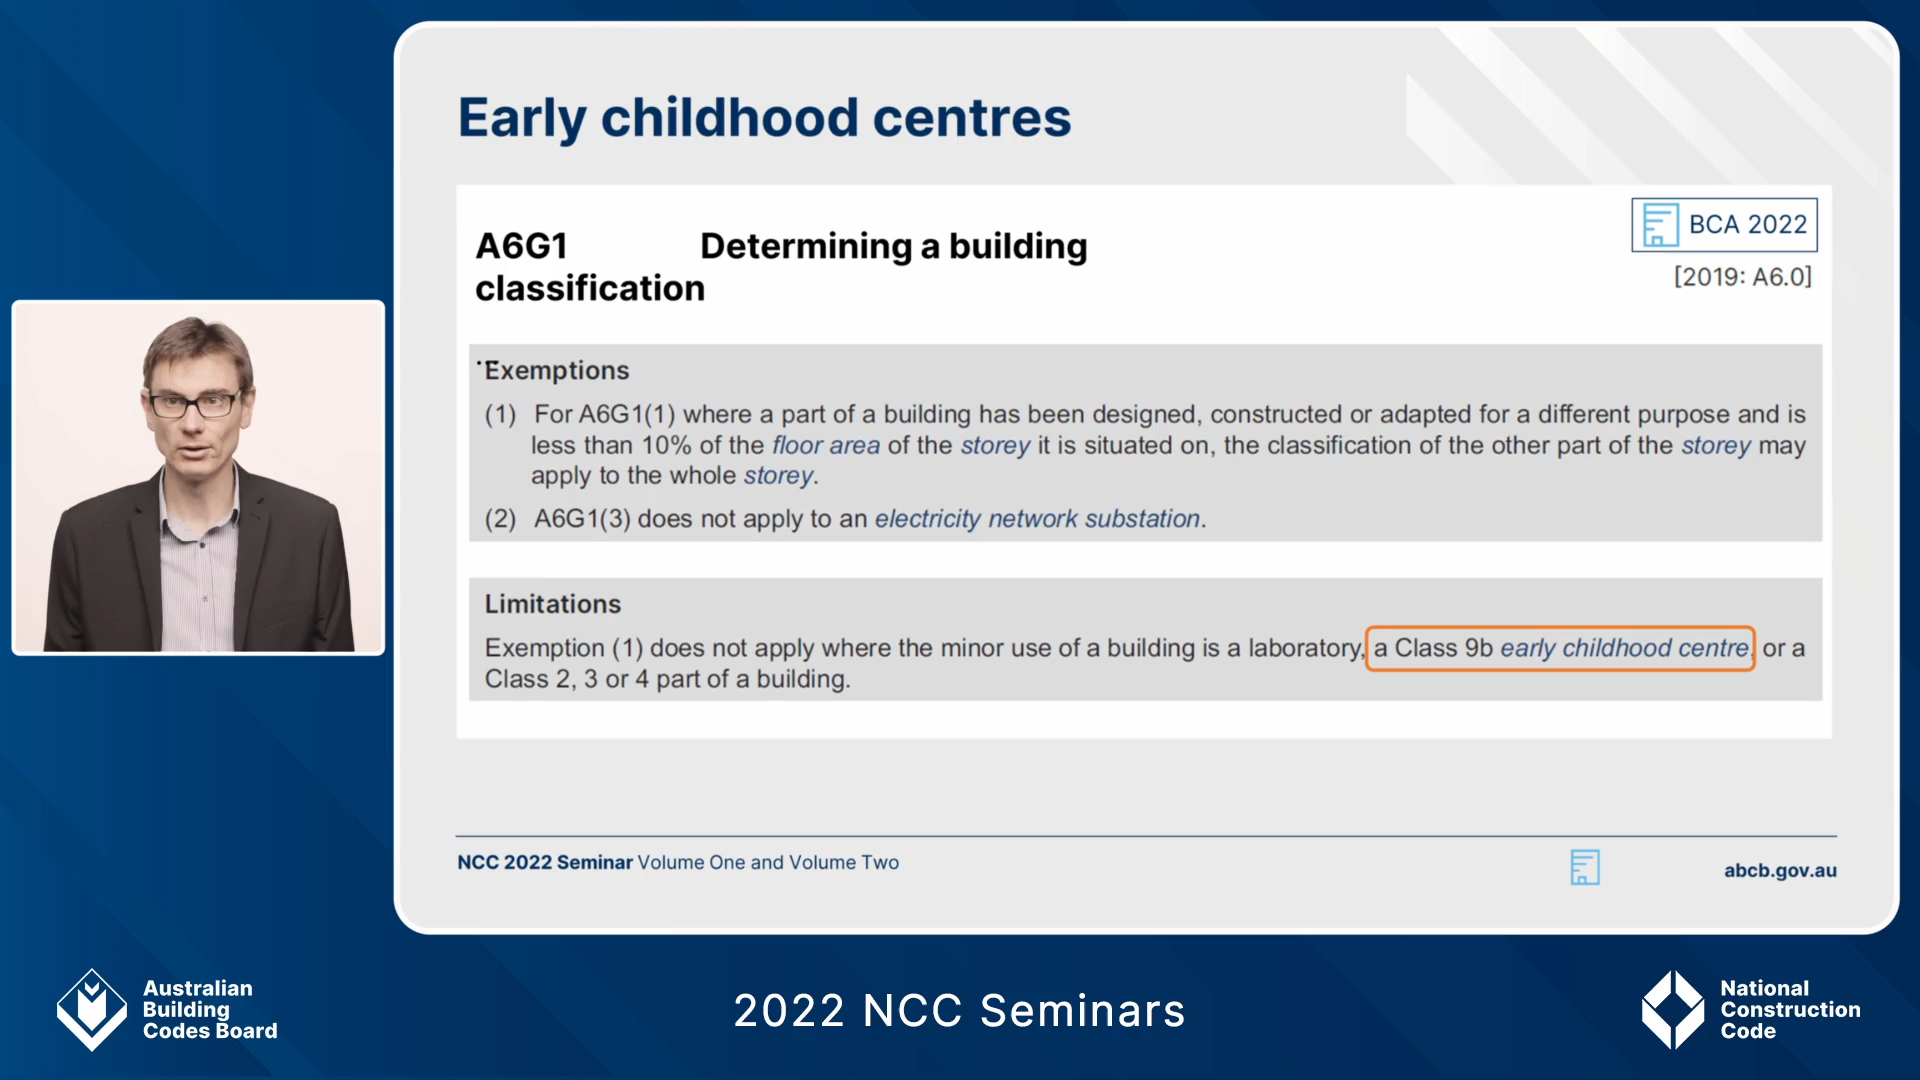 Early childhood centres
BCA 2022
A6G1 Determining a building
[2019: A6.0]
classification
Exemptions
(1) For A6G1(1) where a part of a building has been designed, constructed or adapted for a different purpose and is
less than 10% of the floor area of the storey it is situated on, the classification of the other part of the storey may
apply to the whole storey.
(2) A6G1(3) does not apply to an electricity network substation.
Limitations
Exemption (1) does not apply where the minor use of a building is a laboratory, a Class 9b early childhood centre, or a
Class 2, 3 or 4 part of a building.
NCC 2022 Seminar Volume One and Volume Two
abcb.gov.au
Australian
Building
Codes Board
2022 NCC Seminars
National
Construction
Code